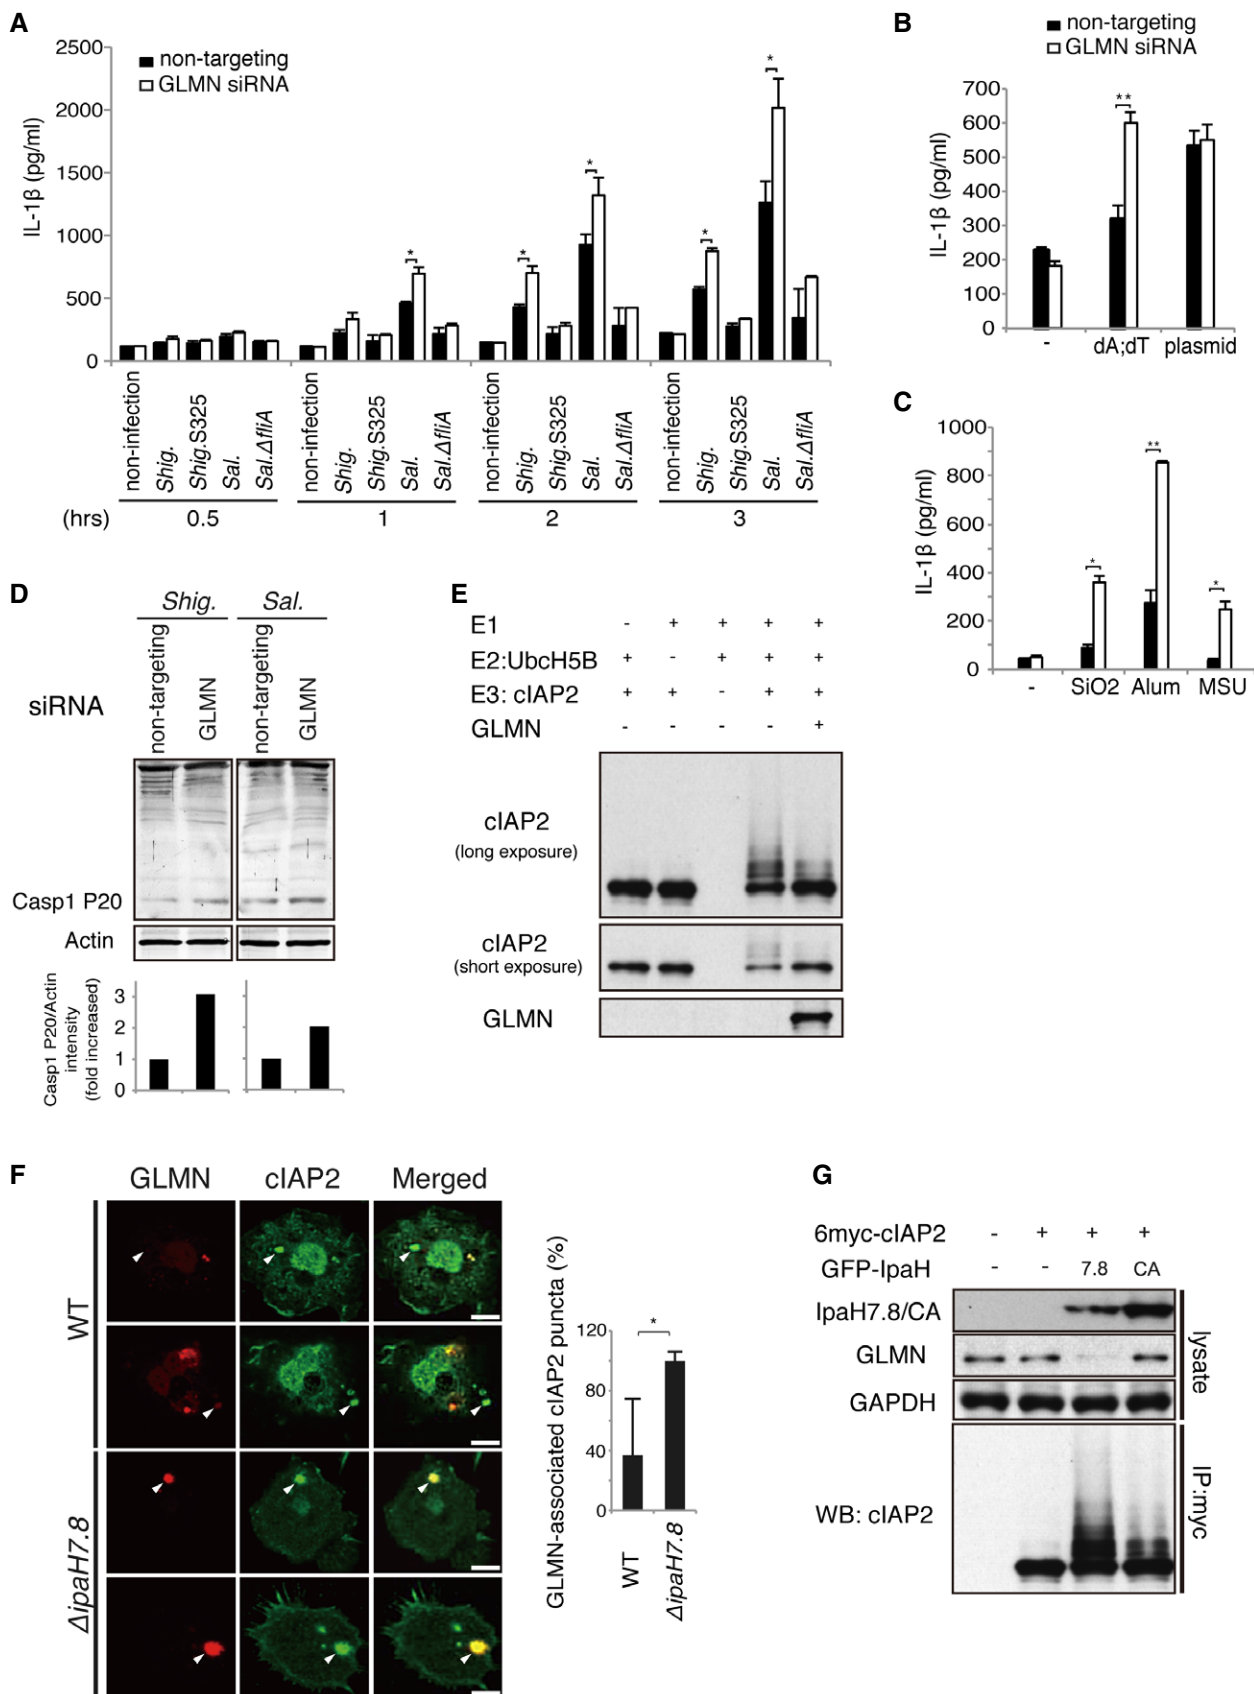 A
non-targeting
GLMN siRNA
IL-1β (pg/ml)
2500
2000
1500
1000
500
0
*
*
*
*
*
non-infection
Shig.
Shig.S325
Sal.
Sal.ΔfliA
non-infection
Shig.
Shig.S325
Sal.
Sal.ΔfliA
non-infection
Shig.
Shig.S325
Sal.
Sal.ΔfliA
non-infection
Shig.
Shig.S325
Sal.
Sal.ΔfliA
(hrs) 0.5 1 2 3
B
non-targeting
GLMN siRNA
IL-1β (pg/ml)
700
600
500
400
300
200
100
0
**
- dA;dT plasmid
C
IL-1β (pg/ml)
1000
800
600
400
200
0
*
**
*
- SiO2 Alum MSU
D
Shig. Sal.
siRNA
non-targeting
GLMN
non-targeting
GLMN
Casp1 P20
Actin
Casp1 P20/Actin
intensity
(fold increased)
3
2
1
0
E
E1 - + + + +
E2:UbcH5B + - + + +
E3: cIAP2 + + - + +
GLMN - - - - +
cIAP2
(long exposure)
cIAP2
(short exposure)
GLMN
F
GLMN cIAP2 Merged
WT
ΔipaH7.8
GLMN-associated cIAP2 puncta (%)
120
80
40
0
*
WT
ΔipaH7.8
G
6myc-cIAP2 - + + +
GFP-IpaH - - 7.8 CA
IpaH7.8/CA
GLMN
GAPDH
lysate
WB: cIAP2
IP:myc